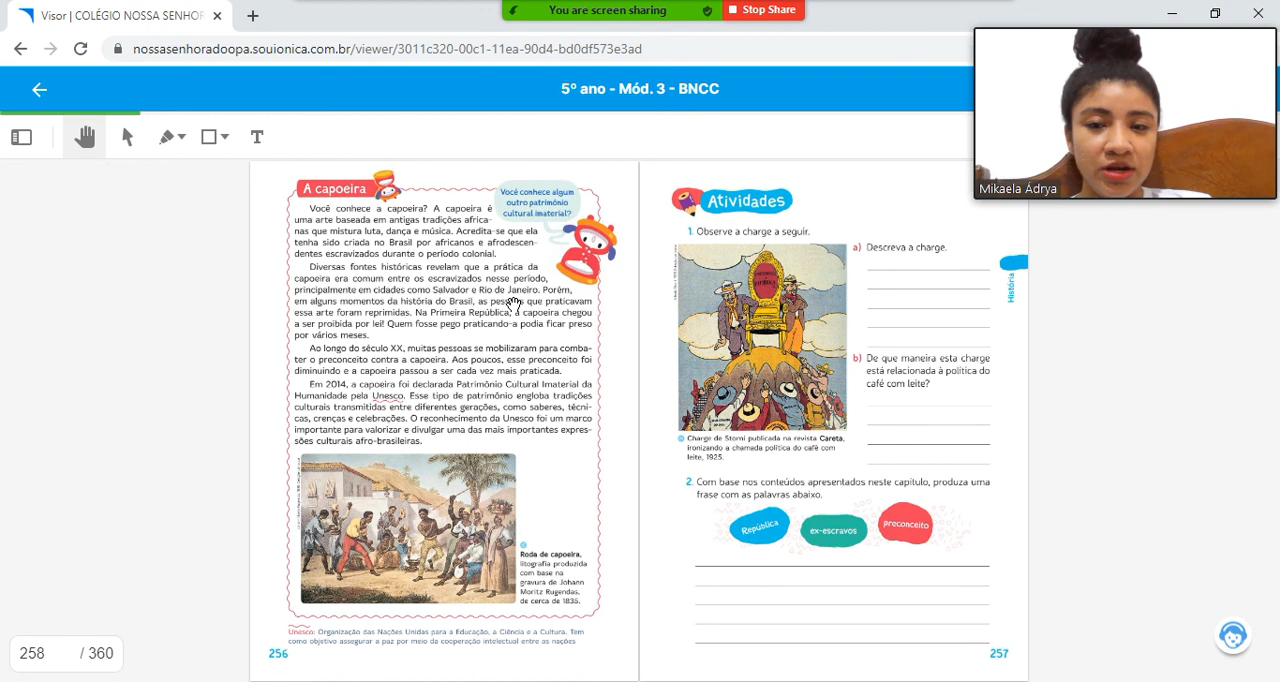 Visor | COLÉGIO NOSSA SENHOR
You are screen sharing
Stop Share
nossasenhoradoopa.souionica.com.br/viewer/3011c320-00c1-11ea-90d4-bd0df573e3ad
5º ano - Mód. 3 - BNCC
T
Mikaela Ádrya
A capoeira
Você conhece algum
outro patrimônio
cultural imaterial?
Você conhece a capoeira? A capoeira é
uma arte baseada em antigas tradições africa-
nas que mistura luta, dança e música. Acredita-se que ela
tenha sido criada no Brasil por africanos e afrodescen-
dentes escravizados durante o período colonial.
Diversas fontes históricas revelam que a prática da
capoeira era comum entre os escravizados nesse período,
principalmente em cidades como Salvador e Rio de Janeiro. Porém,
em alguns momentos da história do Brasil, as pessoas que praticavam
essa arte foram reprimidas. Na Primeira República, a capoeira chegou
a ser proibida por lei! Quem fosse pego praticando-a podia ficar preso
por vários meses.
Ao longo do século XX, muitas pessoas se mobilizaram para comba-
ter o preconceito contra a capoeira. Aos poucos, esse preconceito foi
diminuindo e a capoeira passou a ser cada vez mais praticada.
Em 2014, a capoeira foi declarada Patrimônio Cultural Imaterial da
Humanidade pela Unesco. Esse tipo de patrimônio engloba tradições
culturais transmitidas entre diferentes gerações, como saberes, técni-
cas, crenças e celebrações. O reconhecimento da Unesco foi um marco
importante para valorizar e divulgar uma das mais importantes expres-
sões culturais afro-brasileiras.
Roda de capoeira,
litografia produzida
com base na
gravura de Johann
Moritz Rugendas,
de cerca de 1835.
Unesco: Organização das Nações Unidas para a Educação, a Ciência e a Cultura. Tem
como objetivo assegurar a paz por meio da cooperação intelectual entre as nações
256
Atividades
1. Observe a charge a seguir.
a) Descreva a charge.
História
b) De que maneira esta charge
está relacionada à política do
café com leite?
Charge de Storni publicada na revista Careta,
ironizando a chamada política do café com
leite, 1925.
2. Com base nos conteúdos apresentados neste capítulo, produza uma
frase com as palavras abaixo.
República
ex-escravos
preconceito
257
258 / 360